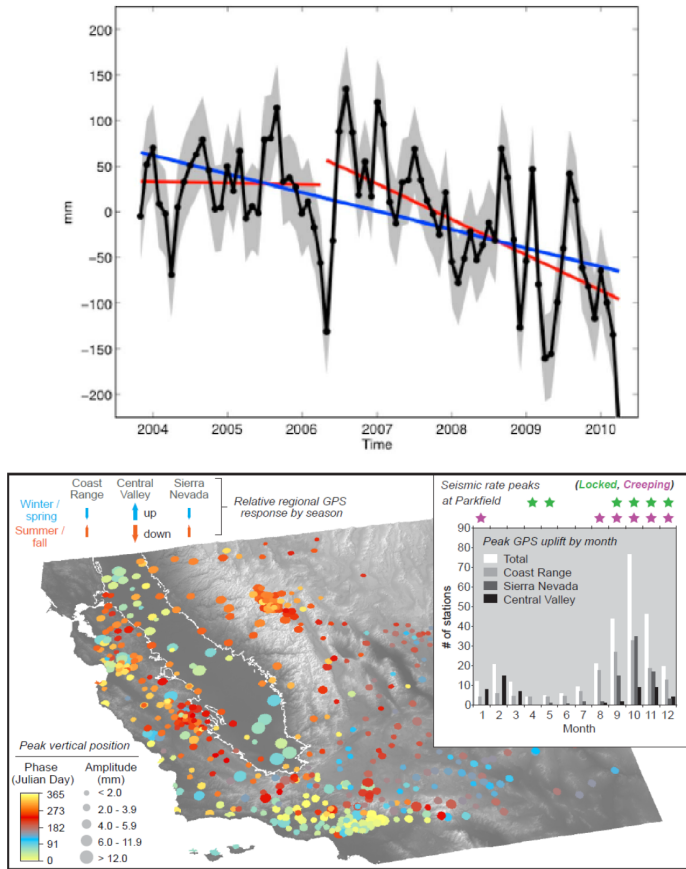 200
150
100
50
0
−50
−100
−150
−200
mm
2004 2005 2006 2007 2008 2009 2010
Time
Coast Range
Central Valley
Sierra Nevada
Winter / spring
up
Summer / fall
down
Relative regional GPS response by season
Seismic rate peaks at Parkfield
(Locked, Creeping)
Peak GPS uplift by month
Total
Coast Range
Sierra Nevada
Central Valley
90
80
70
60
50
40
30
20
10
0
# of stations
1 2 3 4 5 6 7 8 9 10 11 12
Month
Peak vertical position
Phase (Julian Day)
365
273
182
91
0
Amplitude (mm)
< 2.0
2.0 - 3.9
4.0 - 5.9
6.0 - 11.9
> 12.0